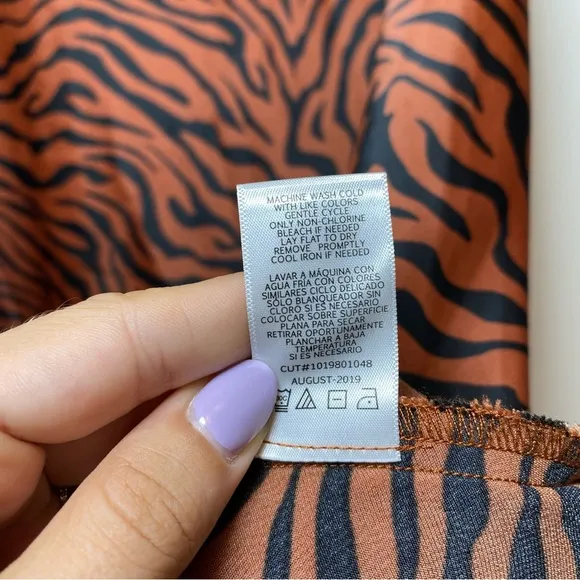 MACHINE WASH COLD
WITH LIKE COLORS
GENTLE CYCLE
ONLY NON-CHLORINE
BLEACH IF NEEDED
LAY FLAT TO DRY
REMOVE PROMPTLY
COOL IRON IF NEEDED
LAVAR A MÁQUINA CON
AGUA FRÍA CON COLORES
SIMILARES CICLO DELICADO
SÓLO BLANQUEADOR SIN
CLORO SI ES NECESARIO
COLOCAR SOBRE SUPERFICIE
PLANA PARA SECAR
RETIRAR OPORTUNAMENTE
PLANCHAR A BAJA
TEMPERATURA
SI ES NECESARIO
CUT#1019801048
AUGUST-2019